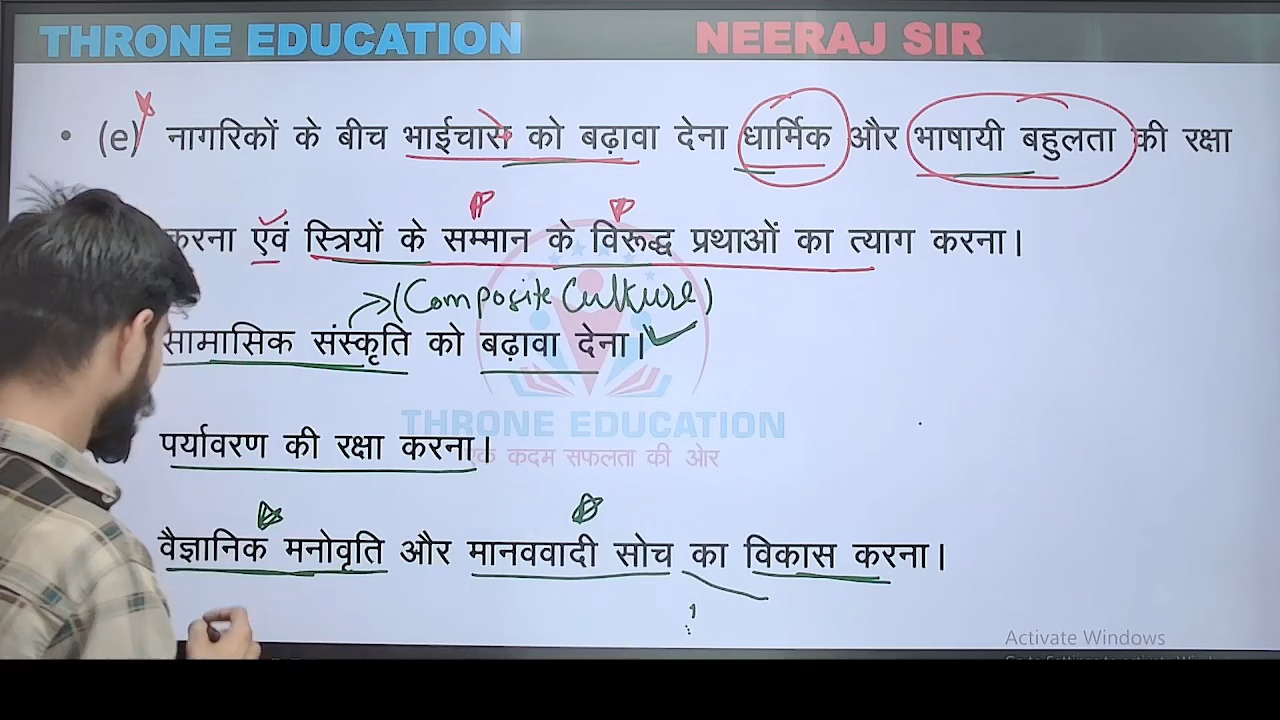 THRONE EDUCATION NEERAJ SIR
• (e) नागरिकों के बीच भाईचारा को बढ़ावा देना धार्मिक और भाषायी बहुलता की रक्षा
करना एवं स्त्रियों के सम्मान के विरूद्ध प्रथाओं का त्याग करना।
(Composite Culture)
सामासिक संस्कृति को बढ़ावा देना।
THRONE EDUCATION
पर्यावरण की रक्षा करना।
एक कदम सफलता की ओर
वैज्ञानिक मनोवृति और मानववादी सोच का विकास करना।
Activate Windows